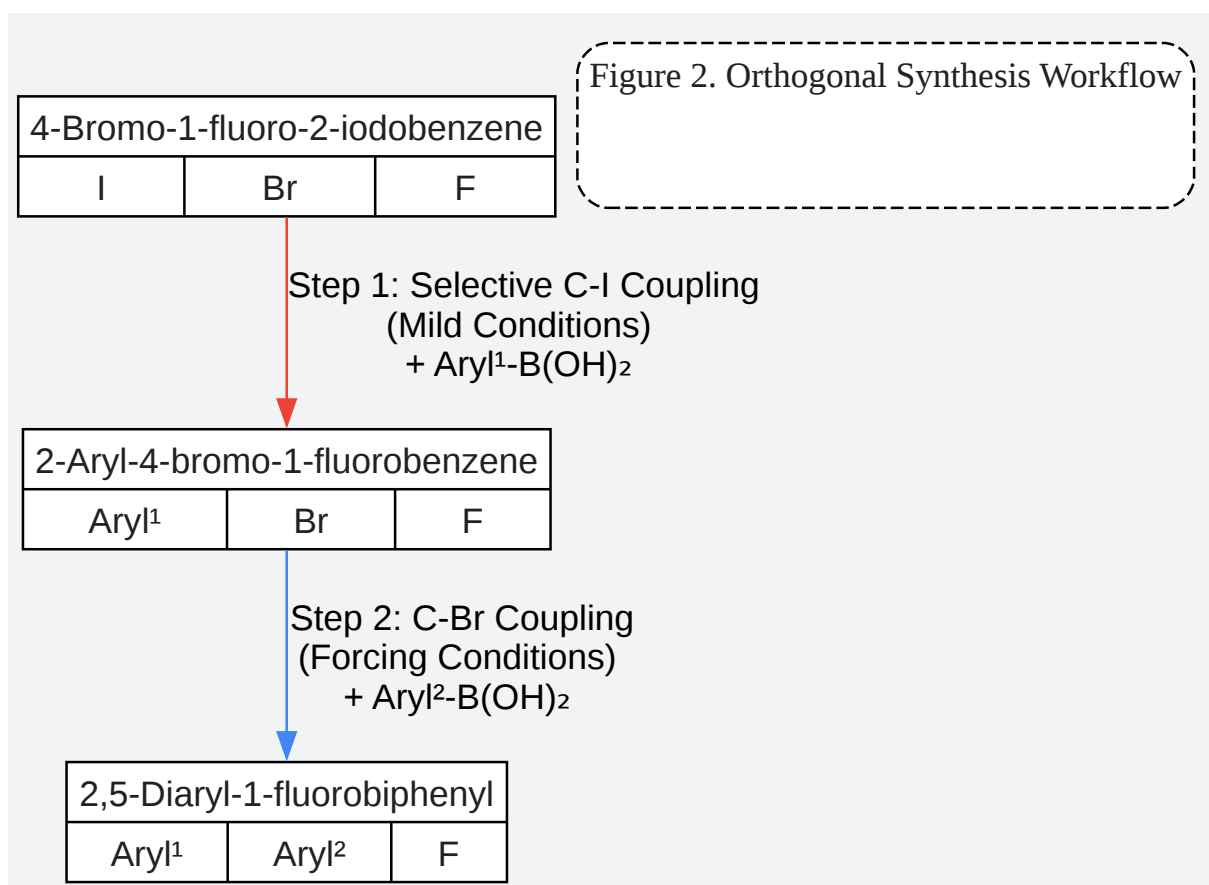 Figure 2. Orthogonal Synthesis Workflow
4-Bromo-1-fluoro-2-iodobenzene
I Br F
Step 1: Selective C-I Coupling
(Mild Conditions)
+ Aryl¹-B(OH)₂
2-Aryl-4-bromo-1-fluorobenzene
Aryl¹ Br F
Step 2: C-Br Coupling
(Forcing Conditions)
+ Aryl²-B(OH)₂
2,5-Diaryl-1-fluorobiphenyl
Aryl¹ Aryl² F